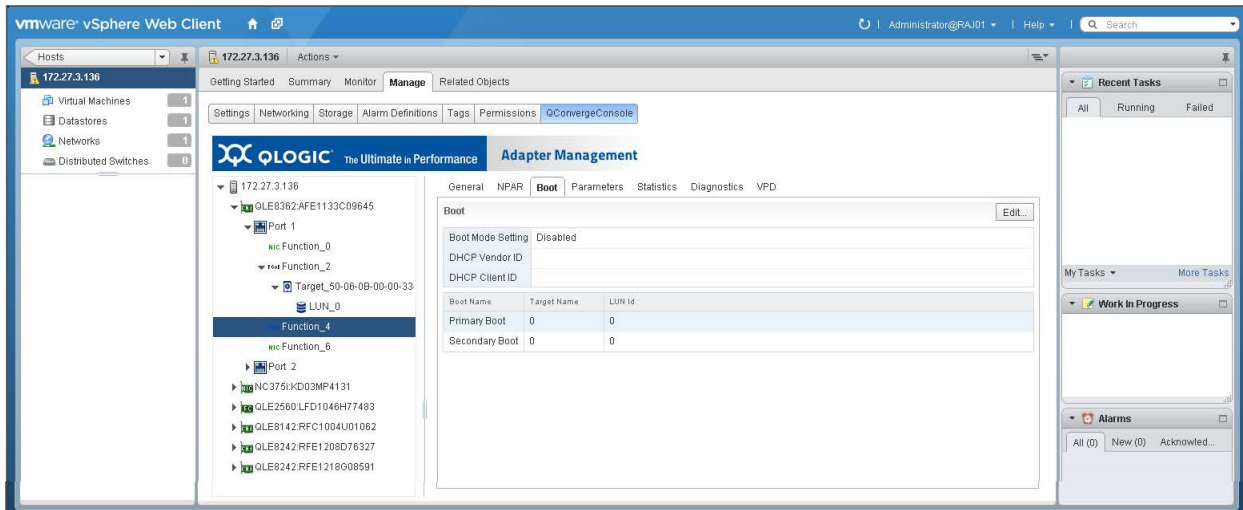 vmware® vSphere Web Client
Administrator@RAJ01
Help
Search
Hosts
172.27.3.136
Virtual Machines 1
Datastores 1
Networks 1
Distributed Switches 0
172.27.3.136 Actions
Getting Started Summary Monitor Manage Related Objects
Settings Networking Storage Alarm Definitions Tags Permissions QConvergeConsole
QLOGIC® The Ultimate in Performance Adapter Management
172.27.3.136
QLE8362:AFE1133C09645
Port 1
NIC Function_0
Function_2
Target_50-06-0B-00-00-33
LUN_0
Function_4
NIC Function_6
Port 2
NC375i:KD03MP4131
QLE2560:LFD1046H77483
QLE8142:RFC1004U01062
QLE8242:RFE1208D76327
QLE8242:RFE1218G08591
General NPAR Boot Parameters Statistics Diagnostics VPD
Boot Edit...
Boot Mode Setting Disabled
DHCP Vendor ID
DHCP Client ID
Boot Name Target Name LUN Id
Primary Boot 0 0
Secondary Boot 0 0
Recent Tasks
All Running Failed
My Tasks More Tasks
Work In Progress
Alarms
All (0) New (0) Acknowled...